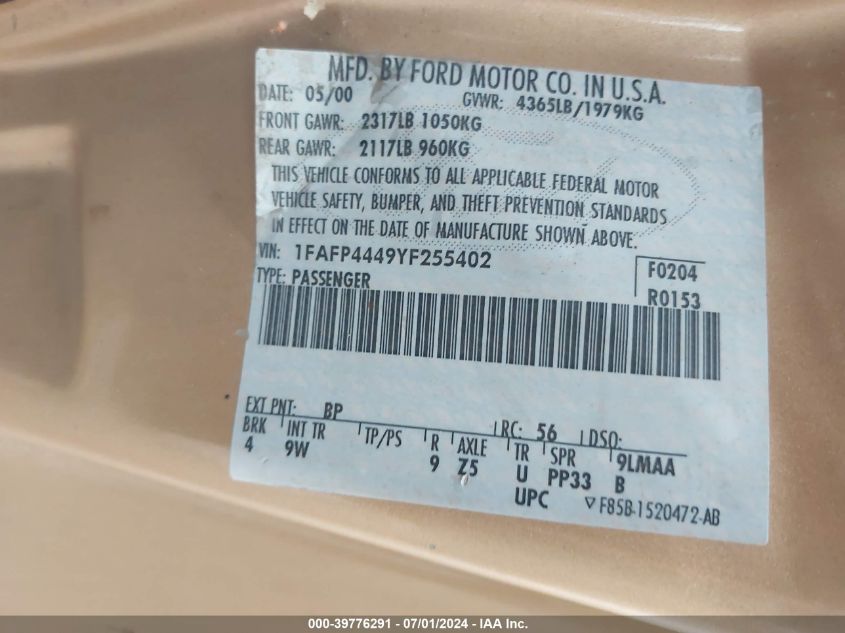 MFD. BY FORD MOTOR CO. IN U.S.A.
DATE: 05/00 GVWR: 4365LB/1979KG
FRONT GAWR: 2317LB 1050KG
REAR GAWR: 2117LB 960KG
THIS VEHICLE CONFORMS TO ALL APPLICABLE FEDERAL MOTOR
VEHICLE SAFETY, BUMPER, AND THEFT PREVENTION STANDARDS
IN EFFECT ON THE DATE OF MANUFACTURE SHOWN ABOVE.
VIN: 1FAFP4449YF255402 F0204
TYPE: PASSENGER R0153
EXT PNT: BP RC: 56 DSO:
BRK INT TR TP/PS R AXLE TR SPR 9LMAA
4 9W 9 Z5 U PP33 B
UPC ▽F85B-1520472-AB
000-39776291 - 07/01/2024 - IAA Inc.